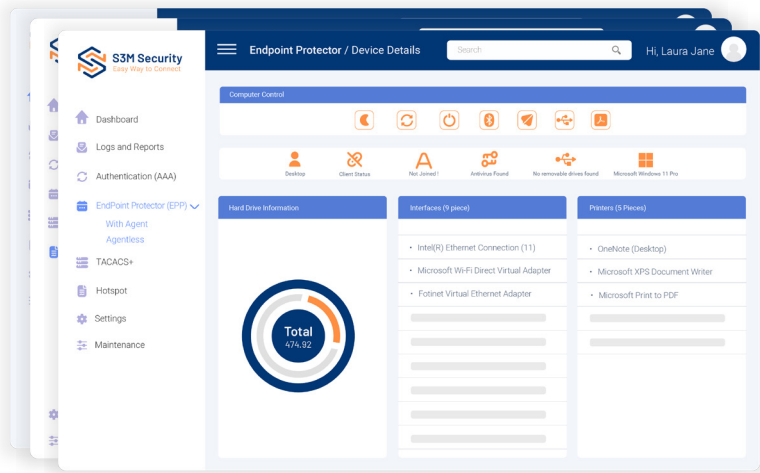 S3M Security
Easy Way to Connect
Dashboard
Logs and Reports
Authentication (AAA)
EndPoint Protector (EPP)
With Agent
Agentless
TACACS+
Hotspot
Settings
Maintenance
Endpoint Protector / Device Details
Search
Hi, Laura Jane
Computer Control
Desktop
Client Status
Not Joined !
Antivirus Found
No removable drives found
Microsoft Windows 11 Pro
Hard Drive Information
Total
474.92
Interfaces (9 piece)
• Intel(R) Ethernet Connection (11)
• Microsoft Wi-Fi Direct Virtual Adapter
• Fotinet Virtual Ethernet Adapter
Printers (5 Pieces)
• OneNote (Desktop)
• Microsoft XPS Document Writer
• Microsoft Print to PDF